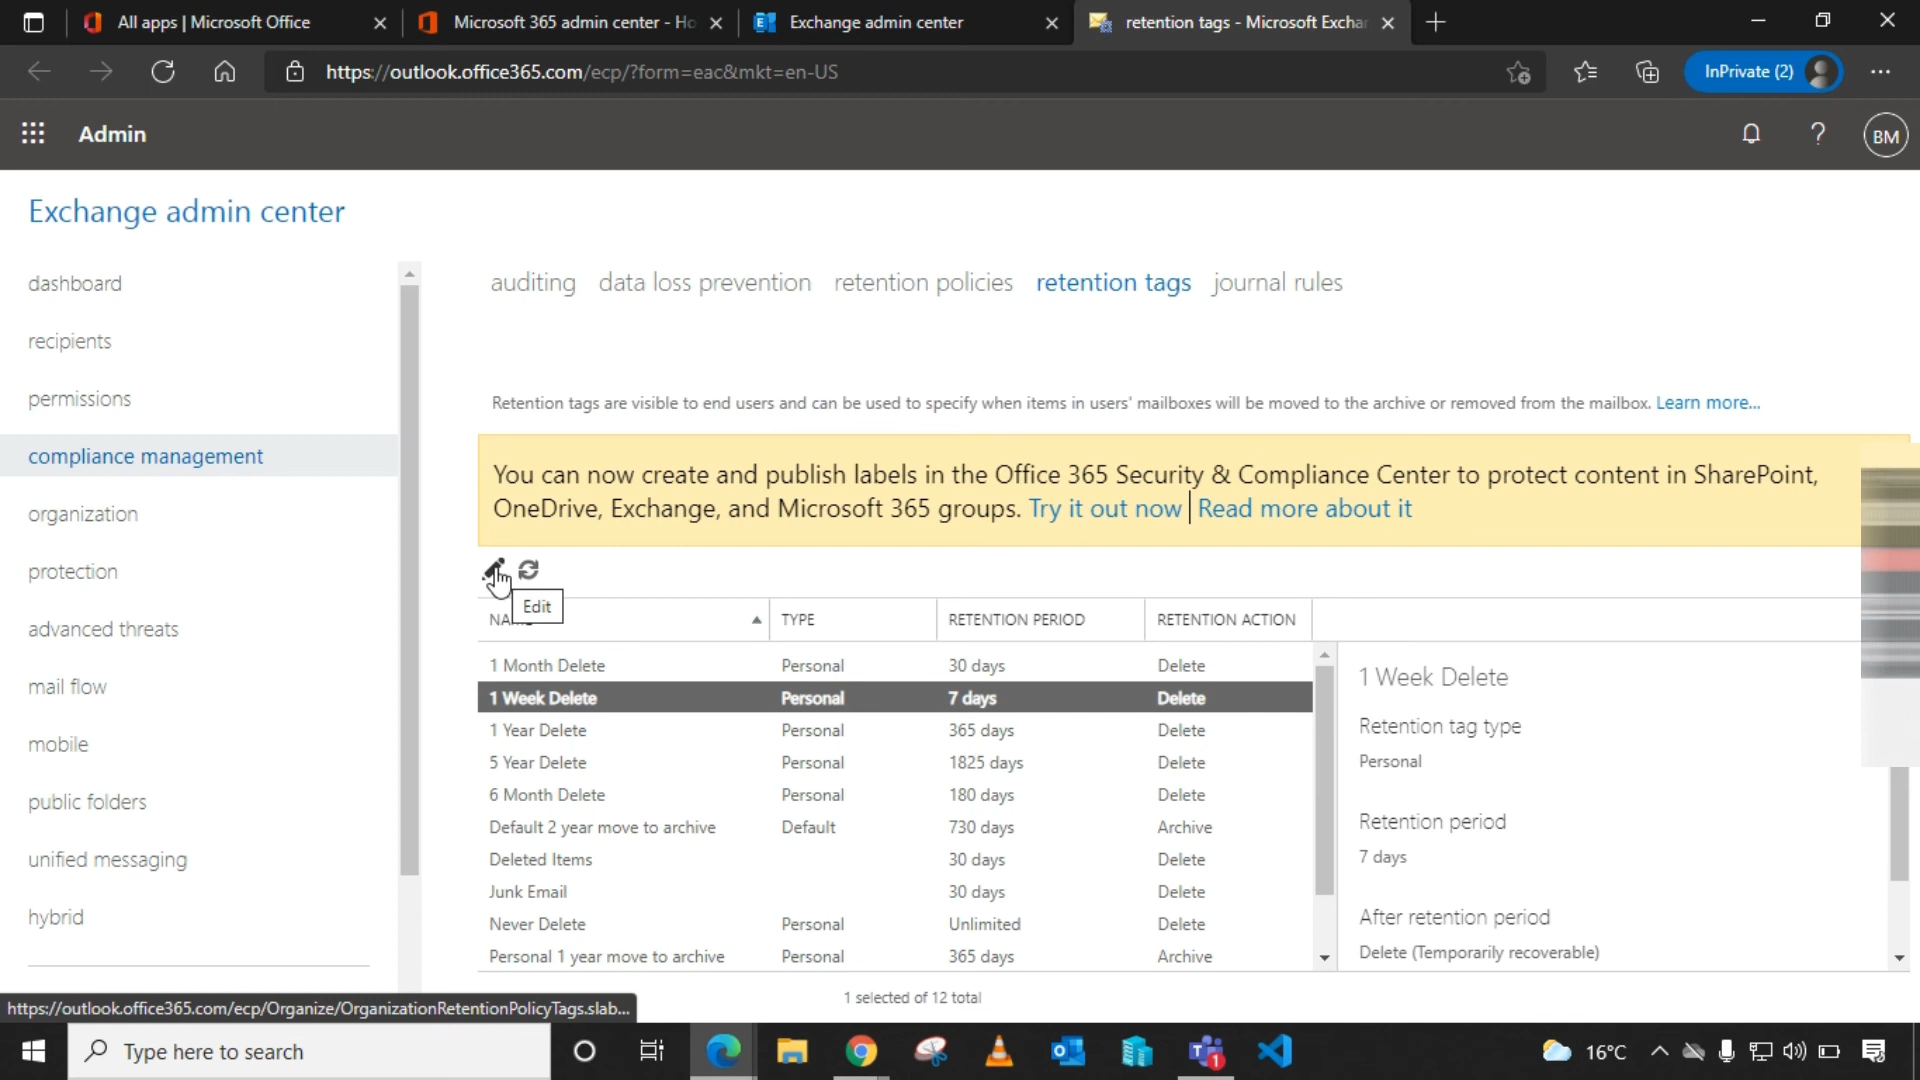 All apps | Microsoft Office
Microsoft 365 admin center - Ho
Exchange admin center
retention tags - Microsoft Exchan
https://outlook.office365.com/ecp/?form=eac&mkt=en-US
InPrivate (2)
Admin
BM
Exchange admin center
dashboard
recipients
permissions
compliance management
organization
protection
advanced threats
mail flow
mobile
public folders
unified messaging
hybrid
auditing data loss prevention retention policies retention tags journal rules
Retention tags are visible to end users and can be used to specify when items in users' mailboxes will be moved to the archive or removed from the mailbox. Learn more...
You can now create and publish labels in the Office 365 Security & Compliance Center to protect content in SharePoint,
OneDrive, Exchange, and Microsoft 365 groups. Try it out now | Read more about it
Edit
TYPE RETENTION PERIOD RETENTION ACTION
1 Month Delete Personal 30 days Delete
1 Week Delete Personal 7 days Delete
1 Year Delete Personal 365 days Delete
5 Year Delete Personal 1825 days Delete
6 Month Delete Personal 180 days Delete
Default 2 year move to archive Default 730 days Archive
Deleted Items 30 days Delete
Junk Email 30 days Delete
Never Delete Personal Unlimited Delete
Personal 1 year move to archive Personal 365 days Archive
1 selected of 12 total
1 Week Delete
Retention tag type
Personal
Retention period
7 days
After retention period
Delete (Temporarily recoverable)
https://outlook.office365.com/ecp/Organize/OrganizationRetentionPolicyTags.slab...
Type here to search
1
16°C